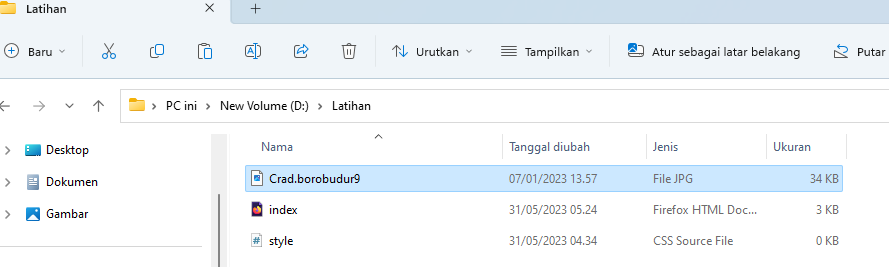 Latihan
Baru Urutkan Tampilkan Atur sebagai latar belakang Putar
PC ini New Volume (D:) Latihan
Nama Tanggal diubah Jenis Ukuran
Desktop
Dokumen
Gambar
Crad.borobudur9 07/01/2023 13.57 File JPG 34 KB
index 31/05/2023 05.24 Firefox HTML Doc... 3 KB
style 31/05/2023 04.34 CSS Source File 0 KB